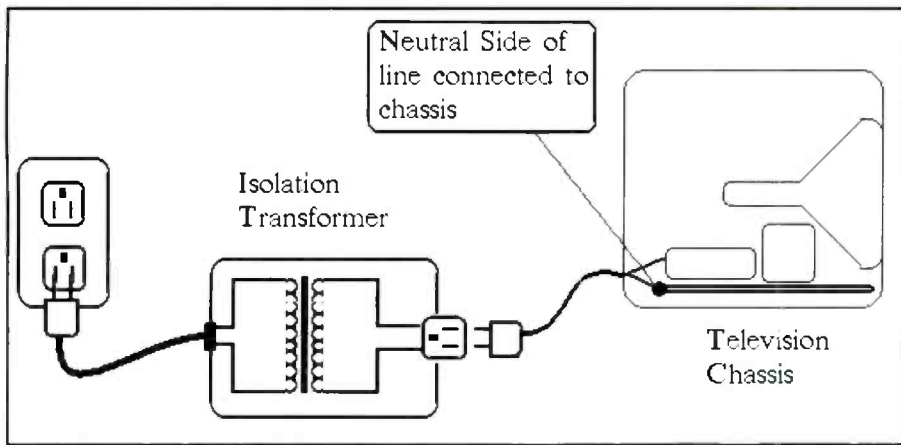 Neutral Side of
line connected to
chassis
Isolation
Transformer
Television
Chassis